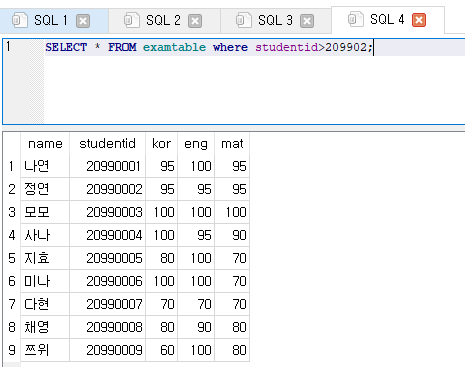 SQL 1 SQL 2 SQL 3 SQL 4
1 SELECT * FROM examtable where studentid>209902;
name studentid kor eng mat
1 나연 20990001 95 100 95
2 정연 20990002 95 95 95
3 모모 20990003 100 100 100
4 사나 20990004 100 95 90
5 지효 20990005 80 100 70
6 미나 20990006 100 100 70
7 다현 20990007 70 70 70
8 채영 20990008 80 90 80
9 쯔위 20990009 60 100 80